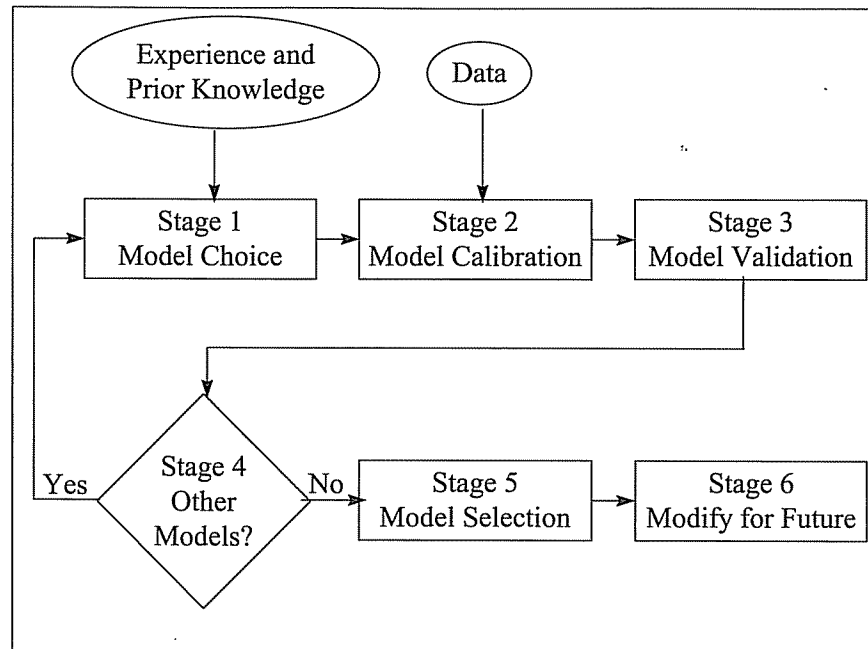 Experience and
Prior Knowledge
Data
Stage 1
Model Choice
Stage 2
Model Calibration
Stage 3
Model Validation
Yes
Stage 4
Other
Models?
No
Stage 5
Model Selection
Stage 6
Modify for Future